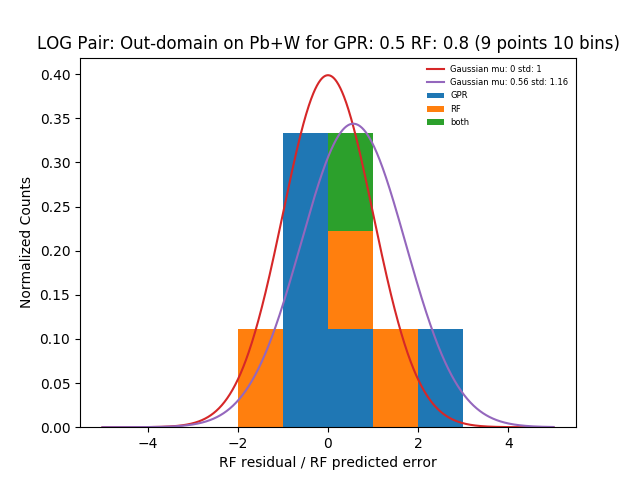 LOG Pair: Out-domain on Pb+W for GPR: 0.5 RF: 0.8 (9 points 10 bins)
Gaussian mu: 0 std: 1
Gaussian mu: 0.56 std: 1.16
GPR
RF
both
Normalized Counts
0.40
0.35
0.30
0.25
0.20
0.15
0.10
0.05
0.00
−4 −2 0 2 4
RF residual / RF predicted error